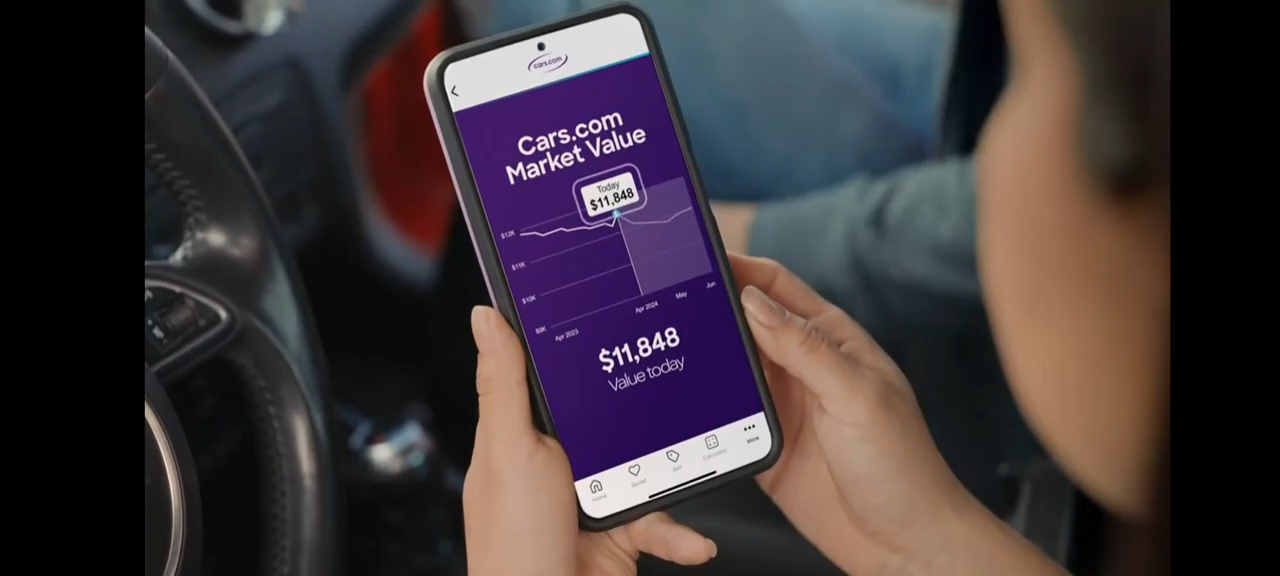 cars.com
Cars.com
Market Value
Today
$11,848
$12K
$11K
$10K
$9K
Apr 2023
Apr 2024
May
Jun
$11,848
Value today
Home
Saved
Sell
Calculator
More